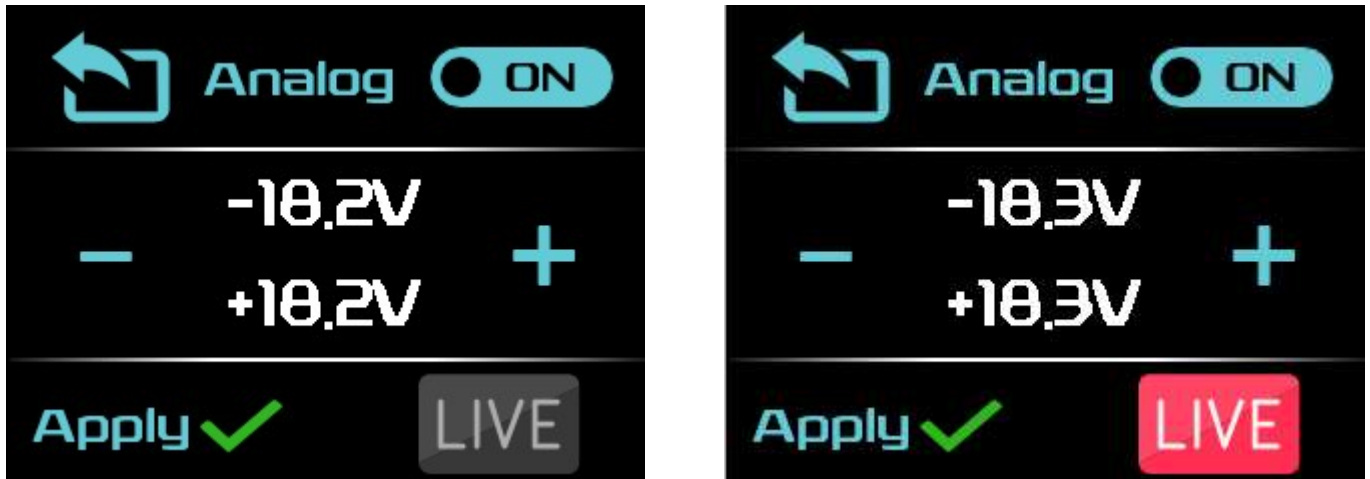 Analog ON
-18.2V
+18.2V
Apply LIVE
Analog ON
-18.3V
+18.3V
Apply LIVE